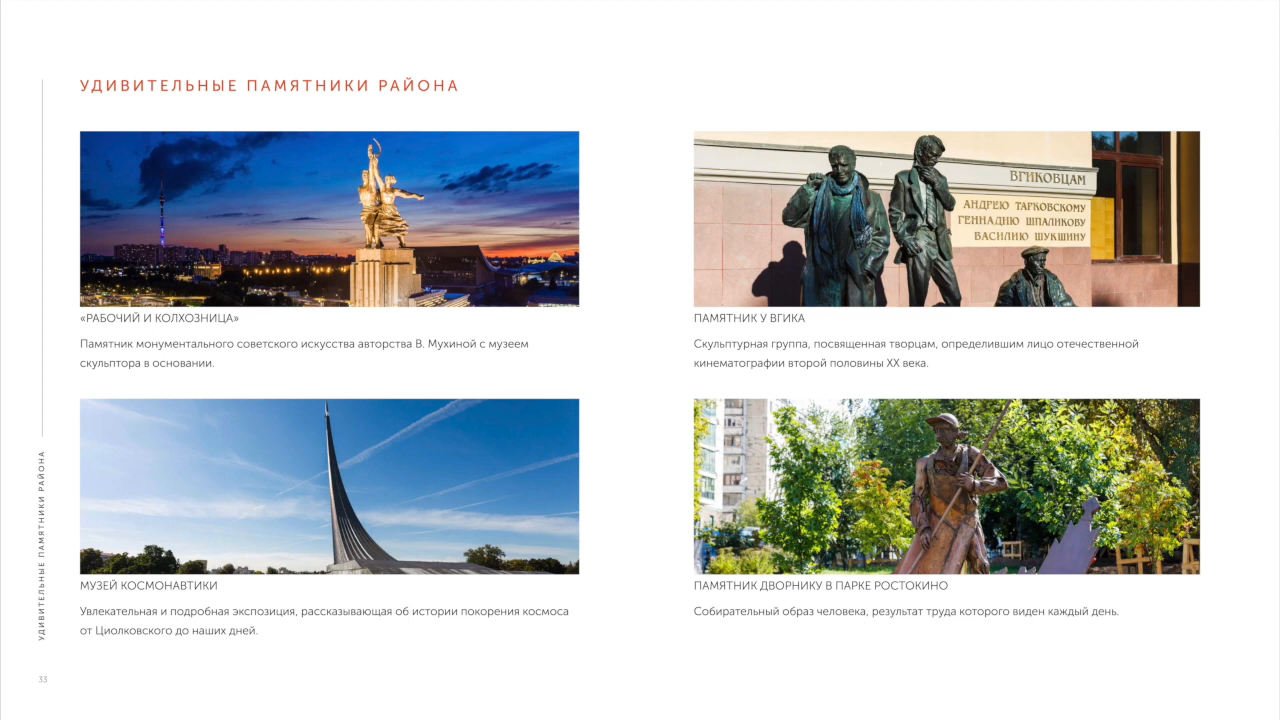 УДИВИТЕЛЬНЫЕ ПАМЯТНИКИ РАЙОНА
ВГИКОВЦАМ
АНДРЕЮ ТАРКОВСКОМУ
ГЕННАДИЮ ШПАЛИКОВУ
ВАСИЛИЮ ШУКШИНУ
«РАБОЧИЙ И КОЛХОЗНИЦА»
Памятник монументального советского искусства авторства В. Мухиной с музеем
скульптора в основании.
ПАМЯТНИК У ВГИКА
Скульптурная группа, посвященная творцам, определившим лицо отечественной
кинематографии второй половины XX века.
МУЗЕЙ КОСМОНАВТИКИ
Увлекательная и подробная экспозиция, рассказывающая об истории покорения космоса
от Циолковского до наших дней.
ПАМЯТНИК ДВОРНИКУ В ПАРКЕ РОСТОКИНО
Собирательный образ человека, результат труда которого виден каждый день.
УДИВИТЕЛЬНЫЕ ПАМЯТНИКИ РАЙОНА
33